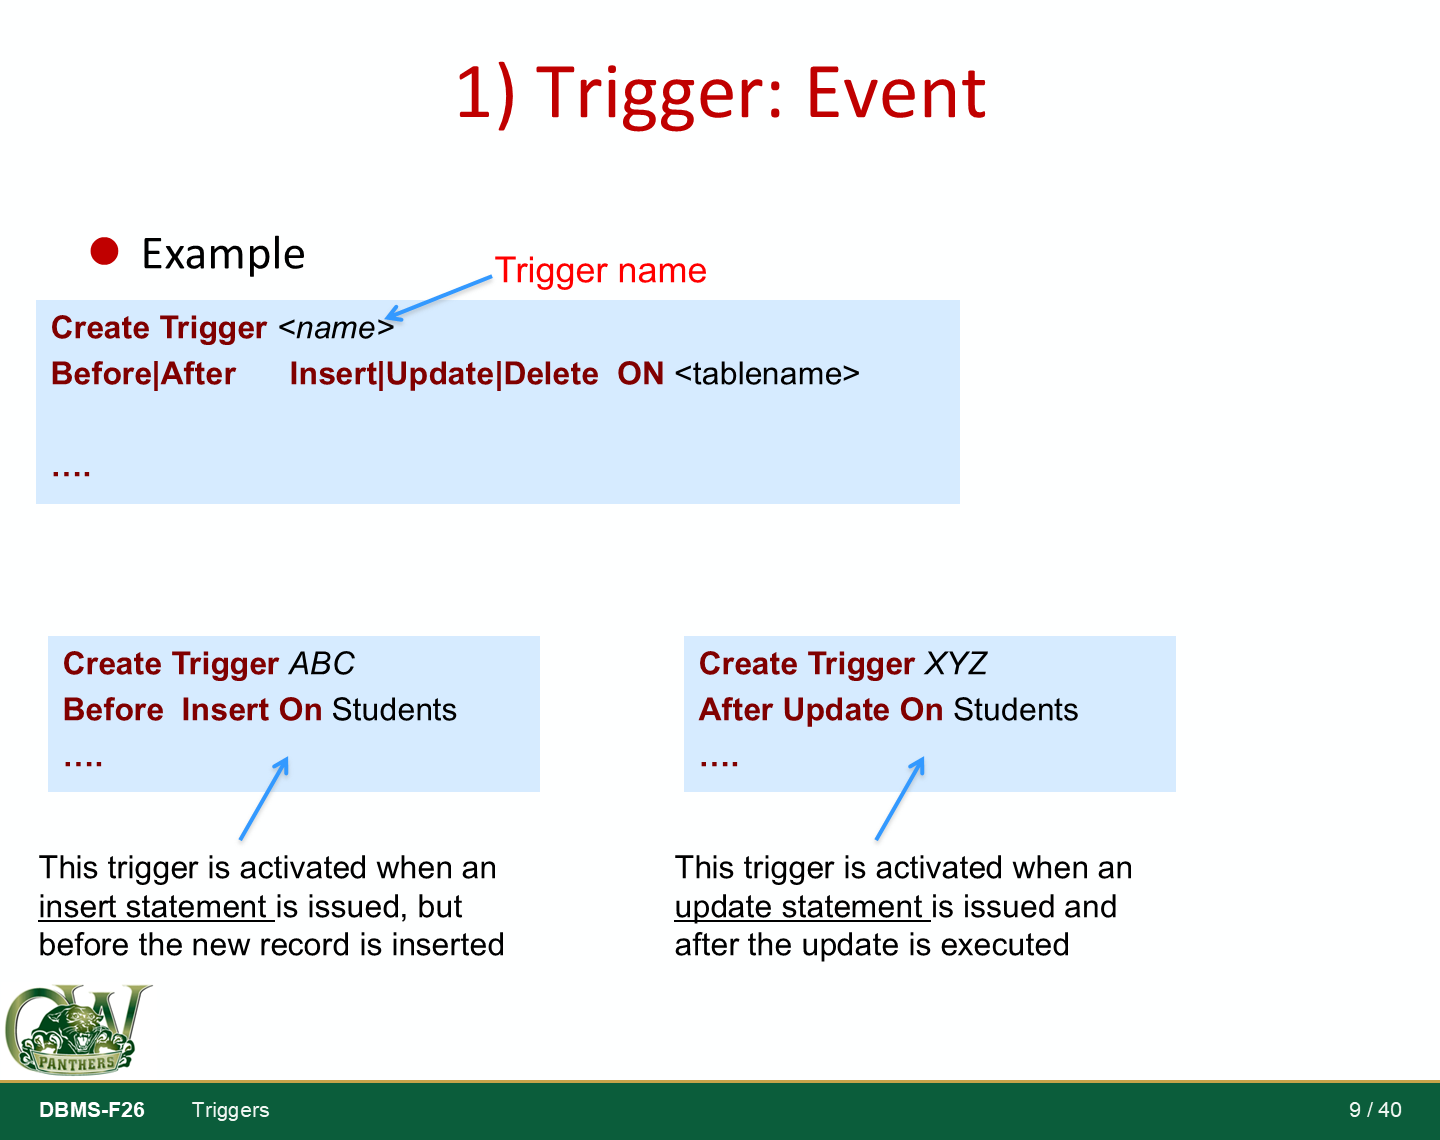 1) Trigger: Event
Example
Trigger name
Create Trigger <name>
Before|After Insert|Update|Delete ON <tablename>
....
Create Trigger ABC
Before Insert On Students
....
Create Trigger XYZ
After Update On Students
....
This trigger is activated when an
insert statement is issued, but
before the new record is inserted
This trigger is activated when an
update statement is issued and
after the update is executed
CW
PANTHERS
DBMS-F26 Triggers 9 / 40